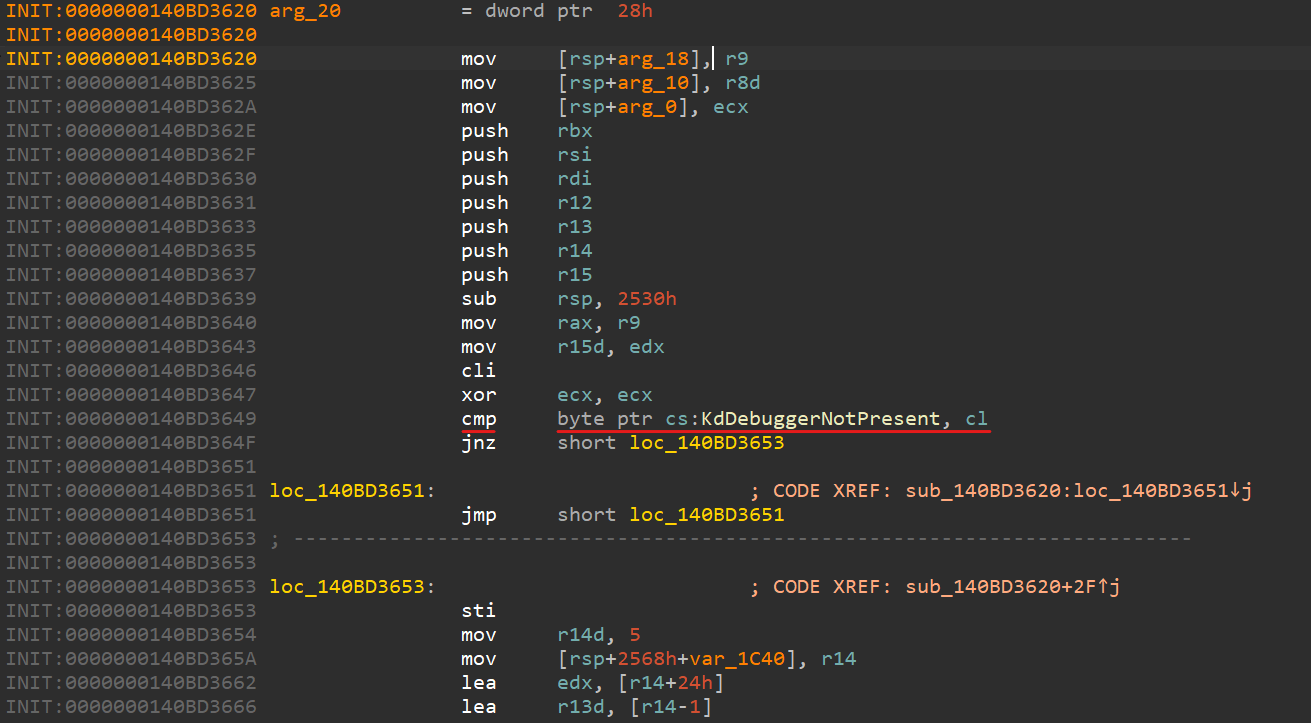 INIT:0000000140BD3620 arg_20          = dword ptr  28h
INIT:0000000140BD3620
INIT:0000000140BD3620                 mov     [rsp+arg_18], r9
INIT:0000000140BD3625                 mov     [rsp+arg_10], r8d
INIT:0000000140BD362A                 mov     [rsp+arg_0], ecx
INIT:0000000140BD362E                 push    rbx
INIT:0000000140BD362F                 push    rsi
INIT:0000000140BD3630                 push    rdi
INIT:0000000140BD3631                 push    r12
INIT:0000000140BD3633                 push    r13
INIT:0000000140BD3635                 push    r14
INIT:0000000140BD3637                 push    r15
INIT:0000000140BD3639                 sub     rsp, 2530h
INIT:0000000140BD3640                 mov     rax, r9
INIT:0000000140BD3643                 mov     r15d, edx
INIT:0000000140BD3646                 cli
INIT:0000000140BD3647                 xor     ecx, ecx
INIT:0000000140BD3649                 cmp     byte ptr cs:KdDebuggerNotPresent, cl
INIT:0000000140BD364F                 jnz     short loc_140BD3653
INIT:0000000140BD3651
INIT:0000000140BD3651 loc_140BD3651:                          ; CODE XREF: sub_140BD3620:loc_140BD3651↓j
INIT:0000000140BD3651                 jmp     short loc_140BD3651
INIT:0000000140BD3653 ; ---------------------------------------------------------------------------
INIT:0000000140BD3653
INIT:0000000140BD3653 loc_140BD3653:                          ; CODE XREF: sub_140BD3620+2F↑j
INIT:0000000140BD3653                 sti
INIT:0000000140BD3654                 mov     r14d, 5
INIT:0000000140BD365A                 mov     [rsp+2568h+var_1C40], r14
INIT:0000000140BD3662                 lea     edx, [r14+24h]
INIT:0000000140BD3666                 lea     r13d, [r14-1]